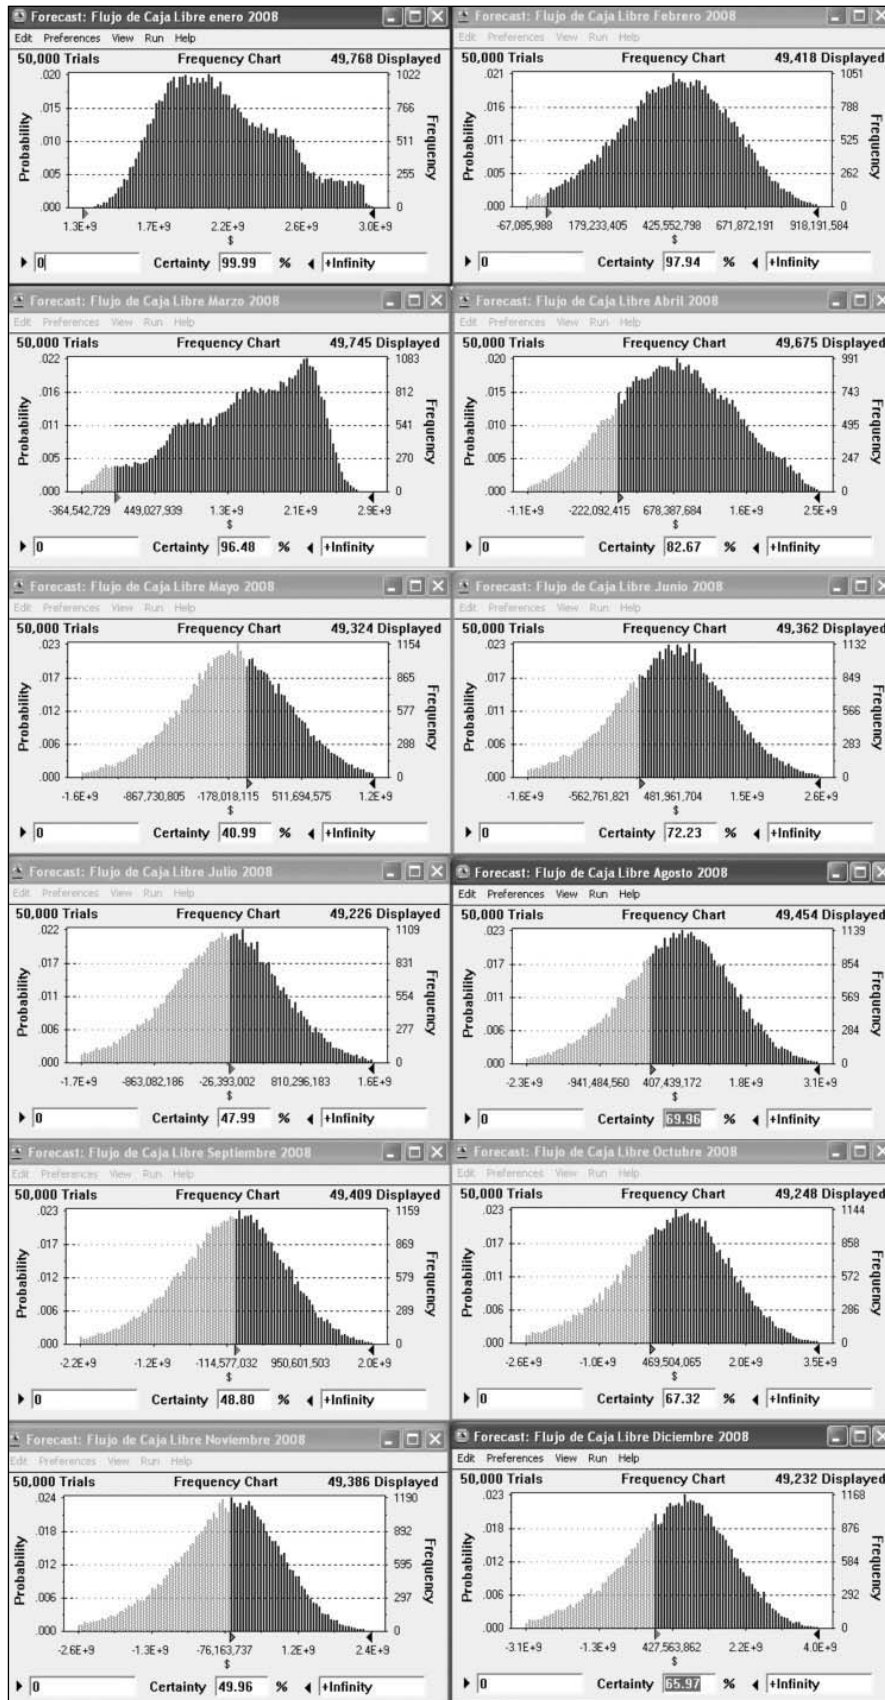 Forecast: Flujo de Caja Libre enero 2008
Edit Preferences View Run Help
50,000 Trials Frequency Chart 49,768 Displayed
.020 1022
.015 766
.010 511
.005 255
.000 0
Probability
Frequency
1.3E+9 1.7E+9 2.2E+9 2.6E+9 3.0E+9
$
0 Certainty 99.99 % +Infinity
Forecast: Flujo de Caja Libre Febrero 2008
Edit Preferences View Run Help
50,000 Trials Frequency Chart 49,418 Displayed
.021 1051
.016 788
.011 525
.005 262
.000 0
Probability
Frequency
-67,085,988 179,233,405 425,552,798 671,872,191 918,191,584
$
0 Certainty 97.94 % +Infinity
Forecast: Flujo de Caja Libre Marzo 2008
Edit Preferences View Run Help
50,000 Trials Frequency Chart 49,745 Displayed
.022 1083
.016 812
.011 541
.005 270
.000 0
Probability
Frequency
-364,542,729 449,027,939 1.3E+9 2.1E+9 2.9E+9
$
0 Certainty 96.48 % +Infinity
Forecast: Flujo de Caja Libre Abril 2008
Edit Preferences View Run Help
50,000 Trials Frequency Chart 49,675 Displayed
.020 991
.015 743
.010 495
.005 247
.000 0
Probability
Frequency
-1.1E+9 -222,092,415 678,387,684 1.6E+9 2.5E+9
$
0 Certainty 82.67 % +Infinity
Forecast: Flujo de Caja Libre Mayo 2008
Edit Preferences View Run Help
50,000 Trials Frequency Chart 49,324 Displayed
.023 1154
.017 865
.012 577
.006 288
.000 0
Probability
Frequency
-1.6E+9 -867,730,805 -178,018,115 511,694,575 1.2E+9
$
0 Certainty 40.99 % +Infinity
Forecast: Flujo de Caja Libre Junio 2008
Edit Preferences View Run Help
50,000 Trials Frequency Chart 49,362 Displayed
.023 1132
.017 849
.011 566
.006 283
.000 0
Probability
Frequency
-1.6E+9 -562,761,821 481,961,704 1.5E+9 2.6E+9
$
0 Certainty 72.23 % +Infinity
Forecast: Flujo de Caja Libre Julio 2008
Edit Preferences View Run Help
50,000 Trials Frequency Chart 49,226 Displayed
.022 1109
.017 831
.011 554
.006 277
.000 0
Probability
Frequency
-1.7E+9 -863,082,186 -26,393,002 810,296,183 1.6E+9
$
0 Certainty 47.99 % +Infinity
Forecast: Flujo de Caja Libre Agosto 2008
Edit Preferences View Run Help
50,000 Trials Frequency Chart 49,454 Displayed
.023 1139
.017 854
.011 569
.006 284
.000 0
Probability
Frequency
-2.3E+9 -941,484,560 407,439,172 1.8E+9 3.1E+9
$
0 Certainty 69.96 % +Infinity
Forecast: Flujo de Caja Libre Septiembre 2008
Edit Preferences View Run Help
50,000 Trials Frequency Chart 49,409 Displayed
.023 1159
.017 869
.012 579
.006 289
.000 0
Probability
Frequency
-2.2E+9 -1.2E+9 -114,577,032 950,601,503 2.0E+9
$
0 Certainty 48.80 % +Infinity
Forecast: Flujo de Caja Libre Octubre 2008
Edit Preferences View Run Help
50,000 Trials Frequency Chart 49,248 Displayed
.023 1144
.017 858
.011 572
.006 286
.000 0
Probability
Frequency
-2.6E+9 -1.0E+9 469,504,065 2.0E+9 3.5E+9
$
0 Certainty 67.32 % +Infinity
Forecast: Flujo de Caja Libre Noviembre 2008
Edit Preferences View Run Help
50,000 Trials Frequency Chart 49,386 Displayed
.024 1190
.018 892
.012 595
.006 297
.000 0
Probability
Frequency
-2.6E+9 -1.3E+9 -76,163,737 1.2E+9 2.4E+9
$
0 Certainty 49.96 % +Infinity
Forecast: Flujo de Caja Libre Diciembre 2008
Edit Preferences View Run Help
50,000 Trials Frequency Chart 49,232 Displayed
.023 1168
.018 876
.012 584
.006 292
.000 0
Probability
Frequency
-3.1E+9 -1.3E+9 427,563,862 2.2E+9 4.0E+9
$
0 Certainty 65.97 % +Infinity